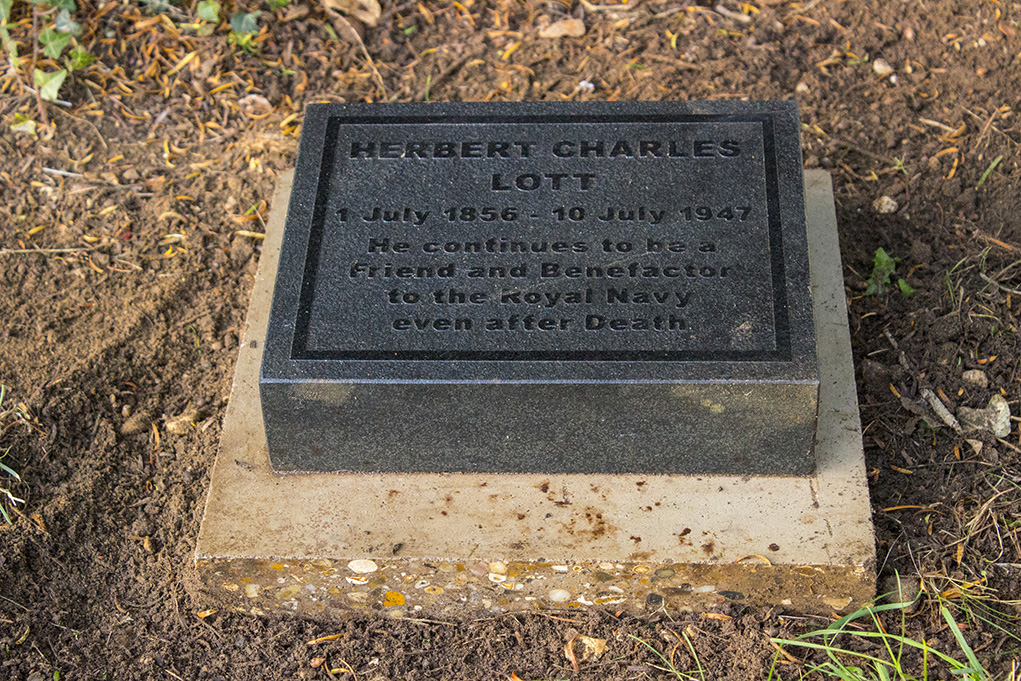 HERBERT CHARLES
LOTT
1 July 1856 - 10 July 1947
He continues to be a
Friend and Benefactor
to the Royal Navy
even after Death